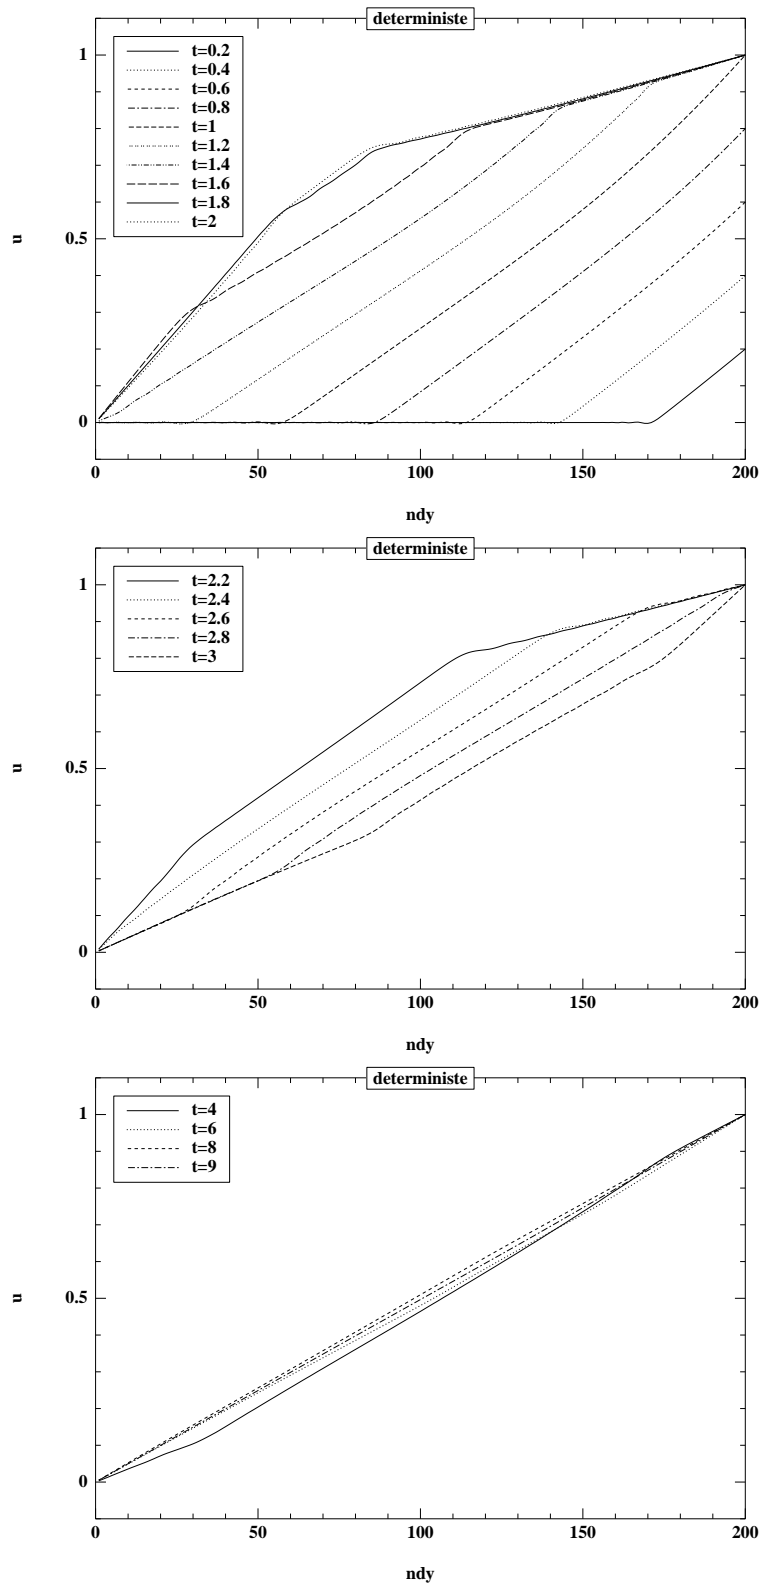 deterministe
t=0.2
t=0.4
t=0.6
t=0.8
t=1
t=1.2
t=1.4
t=1.6
t=1.8
t=2
1
0.5
0
u
0 50 100 150 200
ndy
deterministe
t=2.2
t=2.4
t=2.6
t=2.8
t=3
1
0.5
0
u
0 50 100 150 200
ndy
deterministe
t=4
t=6
t=8
t=9
1
0.5
0
u
0 50 100 150 200
ndy